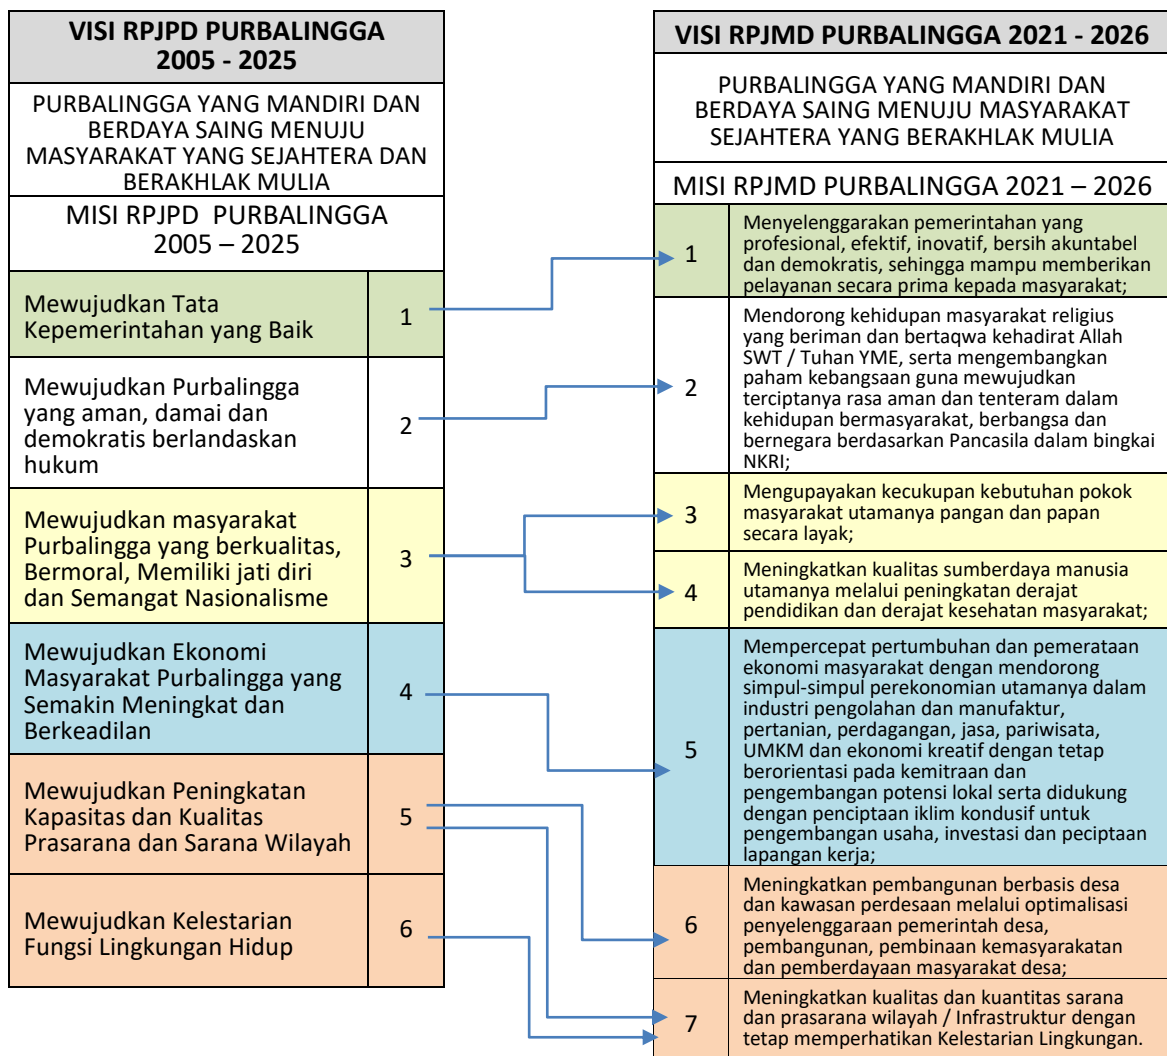 VISI RPJPD PURBALINGGA
2005 - 2025
PURBALINGGA YANG MANDIRI DAN
BERDAYA SAING MENUJU
MASYARAKAT YANG SEJAHTERA DAN
BERAKHLAK MULIA
MISI RPJPD PURBALINGGA
2005 – 2025
Mewujudkan Tata
Kepemerintahan yang Baik
1
Mewujudkan Purbalingga
yang aman, damai dan
demokratis berlandaskan
hukum
2
Mewujudkan masyarakat
Purbalingga yang berkualitas,
Bermoral, Memiliki jati diri
dan Semangat Nasionalisme
3
Mewujudkan Ekonomi
Masyarakat Purbalingga yang
Semakin Meningkat dan
Berkeadilan
4
Mewujudkan Peningkatan
Kapasitas dan Kualitas
Prasarana dan Sarana Wilayah
5
Mewujudkan Kelestarian
Fungsi Lingkungan Hidup
6
VISI RPJMD PURBALINGGA 2021 - 2026
PURBALINGGA YANG MANDIRI DAN
BERDAYA SAING MENUJU MASYARAKAT
SEJAHTERA YANG BERAKHLAK MULIA
MISI RPJMD PURBALINGGA 2021 – 2026
1
Menyelenggarakan pemerintahan yang
profesional, efektif, inovatif, bersih akuntabel
dan demokratis, sehingga mampu memberikan
pelayanan secara prima kepada masyarakat;
2
Mendorong kehidupan masyarakat religius
yang beriman dan bertaqwa kehadirat Allah
SWT / Tuhan YME, serta mengembangkan
paham kebangsaan guna mewujudkan
terciptanya rasa aman dan tenteram dalam
kehidupan bermasyarakat, berbangsa dan
bernegara berdasarkan Pancasila dalam bingkai
NKRI;
3
Mengupayakan kecukupan kebutuhan pokok
masyarakat utamanya pangan dan papan
secara layak;
4
Meningkatkan kualitas sumberdaya manusia
utamanya melalui peningkatan derajat
pendidikan dan derajat kesehatan masyarakat;
5
Mempercepat pertumbuhan dan pemerataan
ekonomi masyarakat dengan mendorong
simpul-simpul perekonomian utamanya dalam
industri pengolahan dan manufaktur,
pertanian, perdagangan, jasa, pariwisata,
UMKM dan ekonomi kreatif dengan tetap
berorientasi pada kemitraan dan
pengembangan potensi lokal serta didukung
dengan penciptaan iklim kondusif untuk
pengembangan usaha, investasi dan peciptaan
lapangan kerja;
6
Meningkatkan pembangunan berbasis desa
dan kawasan perdesaan melalui optimalisasi
penyelenggaraan pemerintah desa,
pembangunan, pembinaan kemasyarakatan
dan pemberdayaan masyarakat desa;
7
Meningkatkan kualitas dan kuantitas sarana
dan prasarana wilayah / Infrastruktur dengan
tetap memperhatikan Kelestarian Lingkungan.